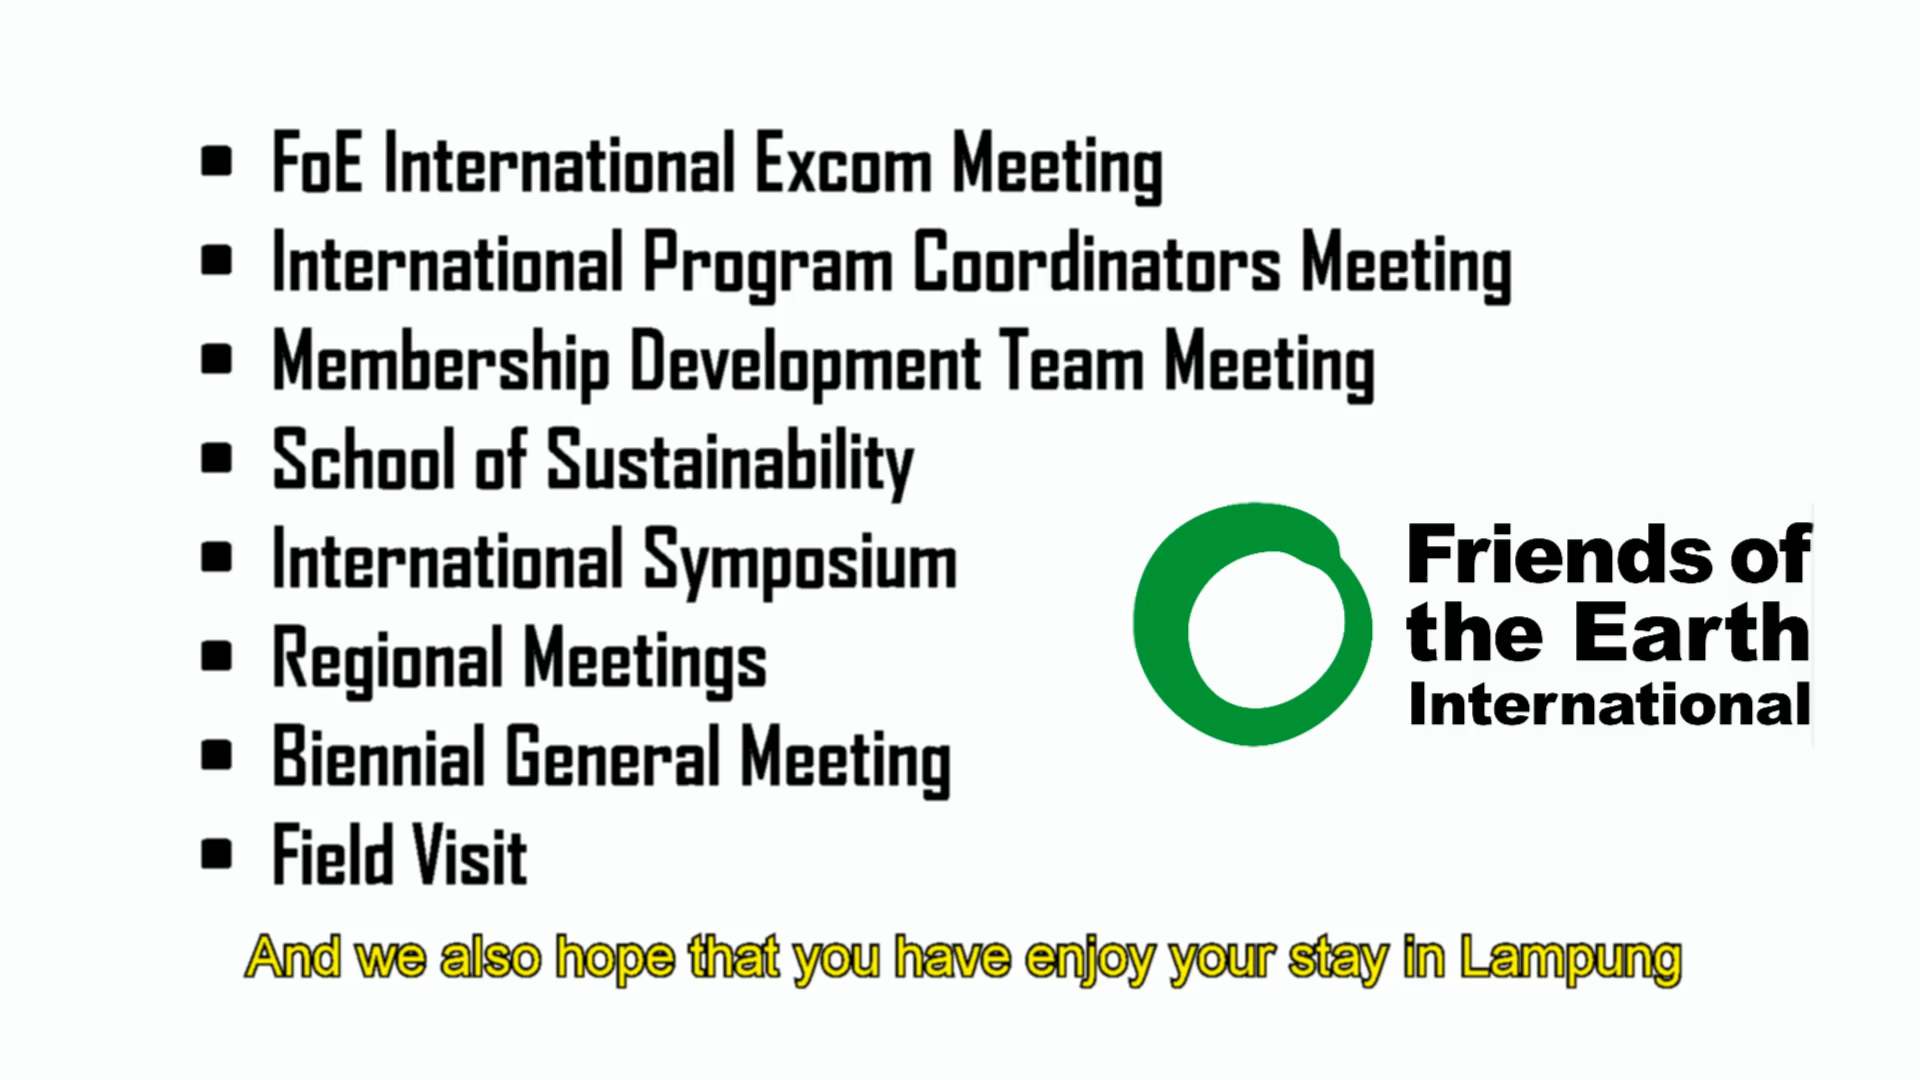 ▪ FoE International Excom Meeting
▪ International Program Coordinators Meeting
▪ Membership Development Team Meeting
▪ School of Sustainability
▪ International Symposium
▪ Regional Meetings
▪ Biennial General Meeting
▪ Field Visit
Friends of
the Earth
International
And we also hope that you have enjoy your stay in Lampung